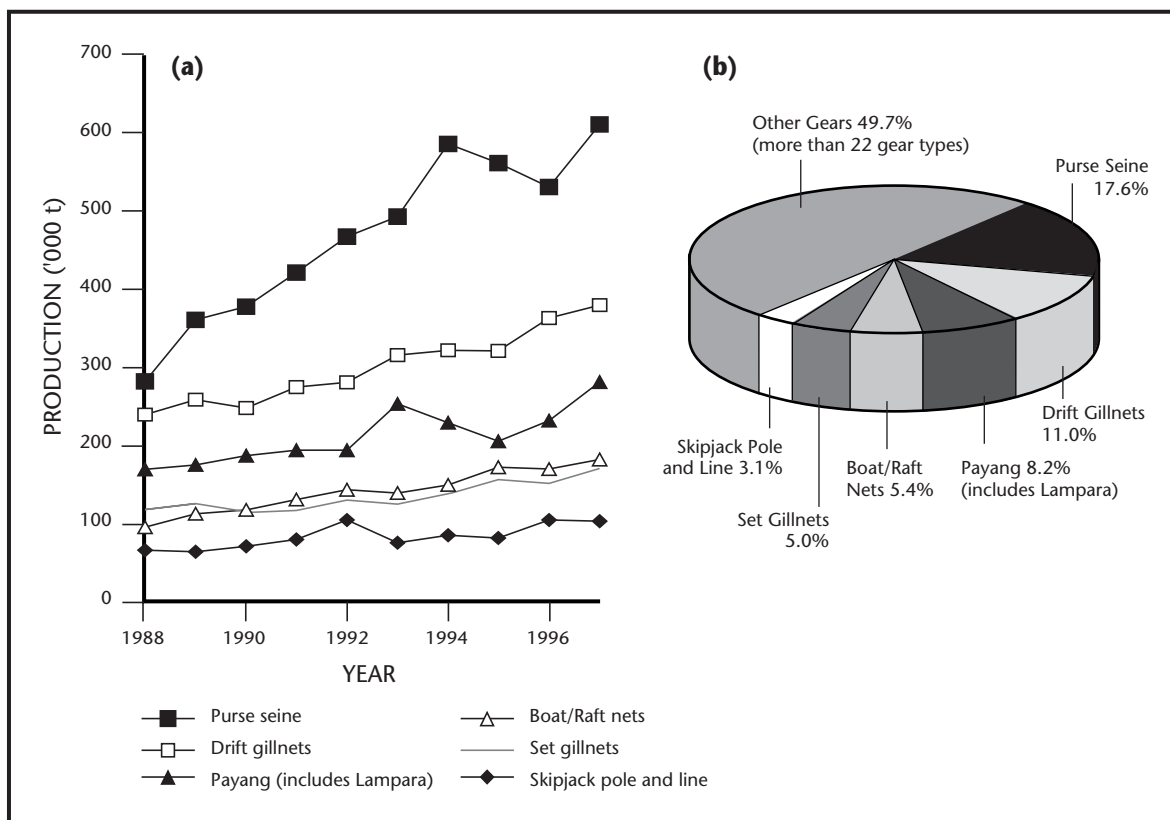 (a)
700
600
500
400
300
200
100
0
PRODUCTION ('000 t)
1988
1990
1992
1994
1996
YEAR
Purse seine
Drift gillnets
Payang (includes Lampara)
Boat/Raft nets
Set gillnets
Skipjack pole and line
(b)
Other Gears 49.7%
(more than 22 gear types)
Purse Seine
17.6%
Drift Gillnets
11.0%
Payang 8.2%
(includes Lampara)
Boat/Raft
Nets 5.4%
Set Gillnets
5.0%
Skipjack Pole
and Line 3.1%